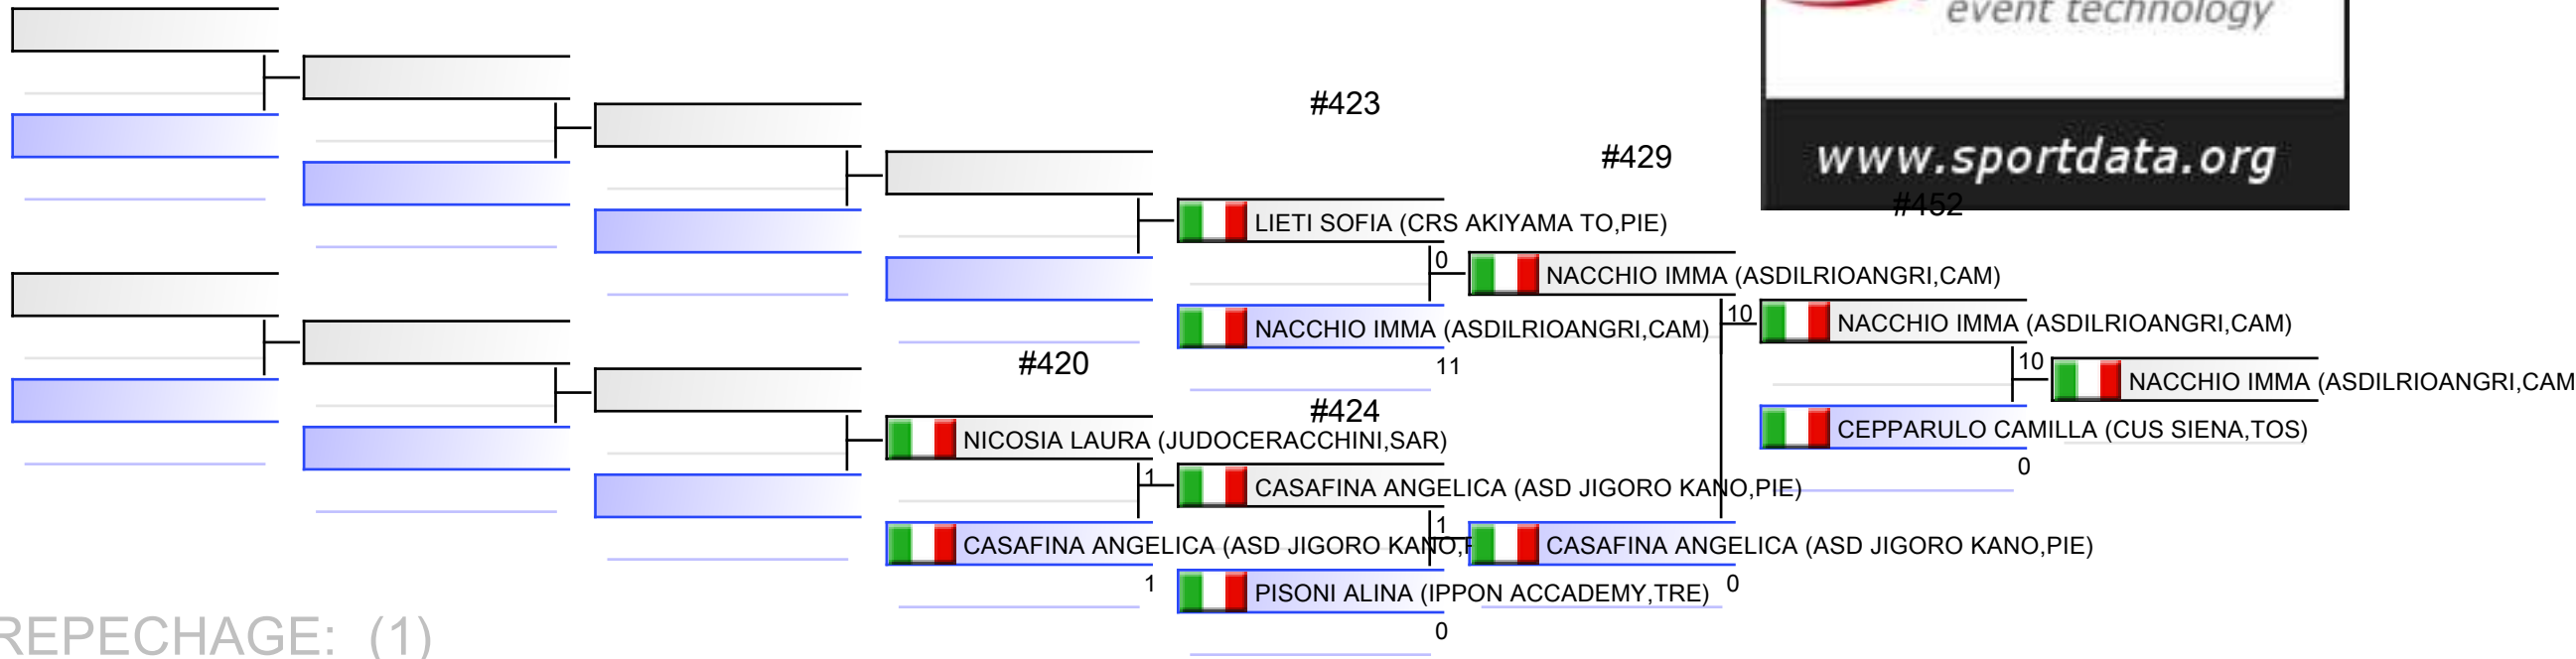 event technology
www.sportdata.org
#423
#429
#452
LIETI SOFIA (CRS AKIYAMA TO,PIE)
0
NACCHIO IMMA (ASDILRIOANGRI,CAM)
10
NACCHIO IMMA (ASDILRIOANGRI,CAM)
NACCHIO IMMA (ASDILRIOANGRI,CAM)
11
10
NACCHIO IMMA (ASDILRIOANGRI,CAM
#420
#424
NICOSIA LAURA (JUDOCERACCHINI,SAR)
CEPPARULO CAMILLA (CUS SIENA,TOS)
0
1
CASAFINA ANGELICA (ASD JIGORO KANO,PIE)
1
CASAFINA ANGELICA (ASD JIGORO KANO,P
CASAFINA ANGELICA (ASD JIGORO KANO,PIE)
1
0
PISONI ALINA (IPPON ACCADEMY,TRE)
0
REPECHAGE: (1)